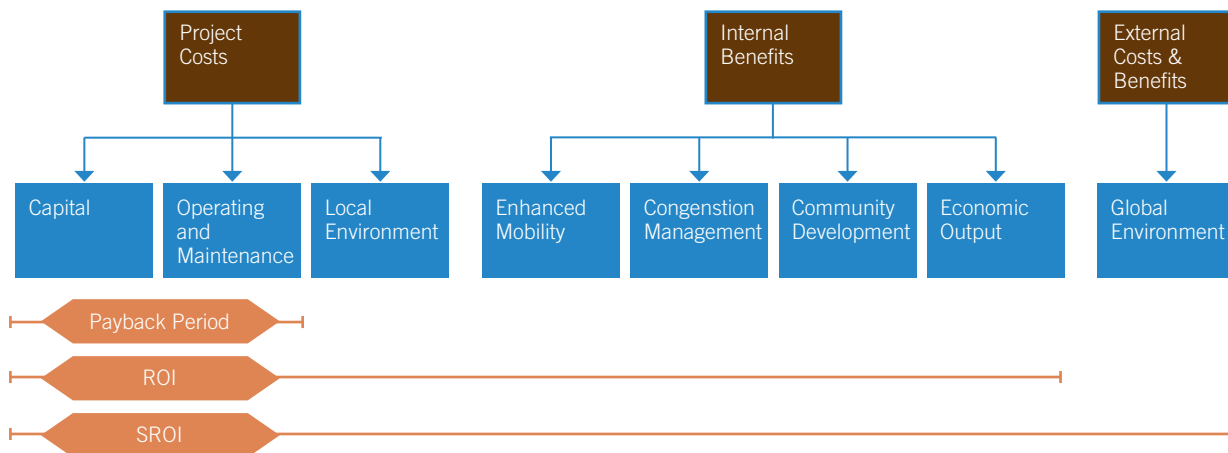 Project
Costs
Internal
Benefits
External
Costs &
Benefits
Capital
Operating
and
Maintenance
Local
Environment
Enhanced
Mobility
Congenstion
Management
Community
Development
Economic
Output
Global
Environment
Payback Period
ROI
SROI